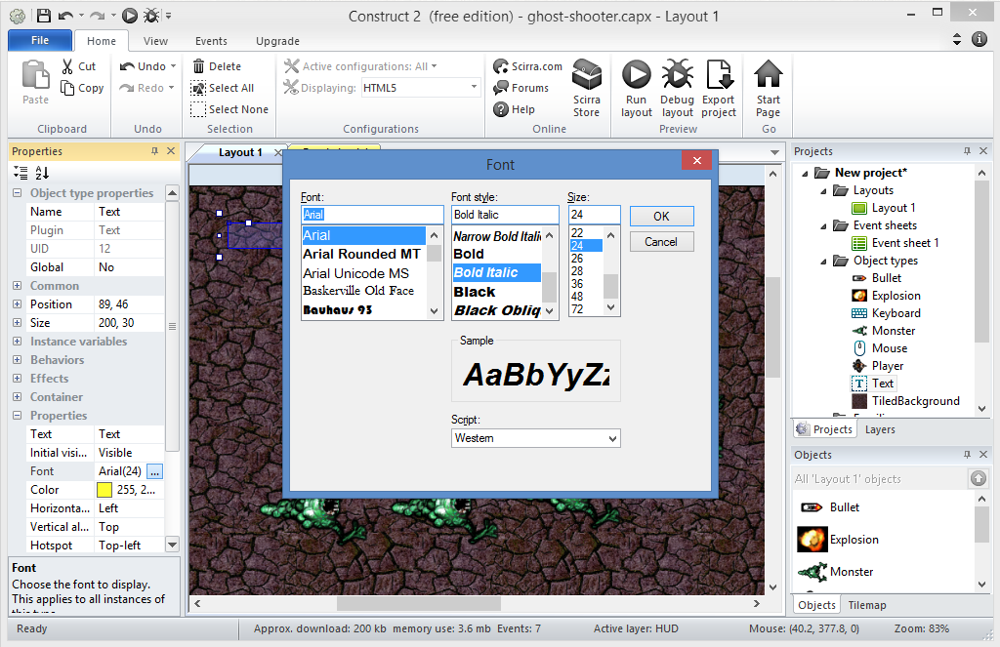 Construct 2  (free edition) - ghost-shooter.capx - Layout 1
File Home View Events Upgrade
Paste Cut Copy
Clipboard
Undo
Redo
Undo
Delete
Select All
Select None
Selection
Active configurations: All
Displaying: HTML5
Configurations
Scirra.com
Forums
Help
Scirra Store
Online
Run layout
Debug layout
Export project
Preview
Start Page
Go
Properties
Object type properties
Name Text
Plugin Text
UID 12
Global No
Common
Position 89, 46
Size 200, 30
Instance variables
Behaviors
Effects
Container
Properties
Text Text
Initial visi... Visible
Font Arial(24) ...
Color 255, 2...
Horizonta... Left
Vertical al... Top
Hotspot Top-left
Font
Choose the font to display.
This applies to all instances of
Layout 1
Font
Font:
Arial
Arial
Arial Rounded MT
Arial Unicode MS
Baskerville Old Face
Bauhaus 93
Font style:
Bold Italic
Narrow Bold Itali
Bold
Bold Italic
Black
Black Obliq
Size:
24
22
24
26
28
36
48
72
OK
Cancel
Sample
AaBbYyZz
Script:
Western
Projects
New project*
Layouts
Layout 1
Event sheets
Event sheet 1
Object types
Bullet
Explosion
Keyboard
Monster
Mouse
Player
Text
TiledBackground
Projects Layers
Objects
All 'Layout 1' objects
Bullet
Explosion
Monster
Objects Tilemap
Ready Approx. download: 200 kb  memory use: 3.6 mb  Events: 7 Active layer: HUD Mouse: (40.2, 377.8, 0) Zoom: 83%